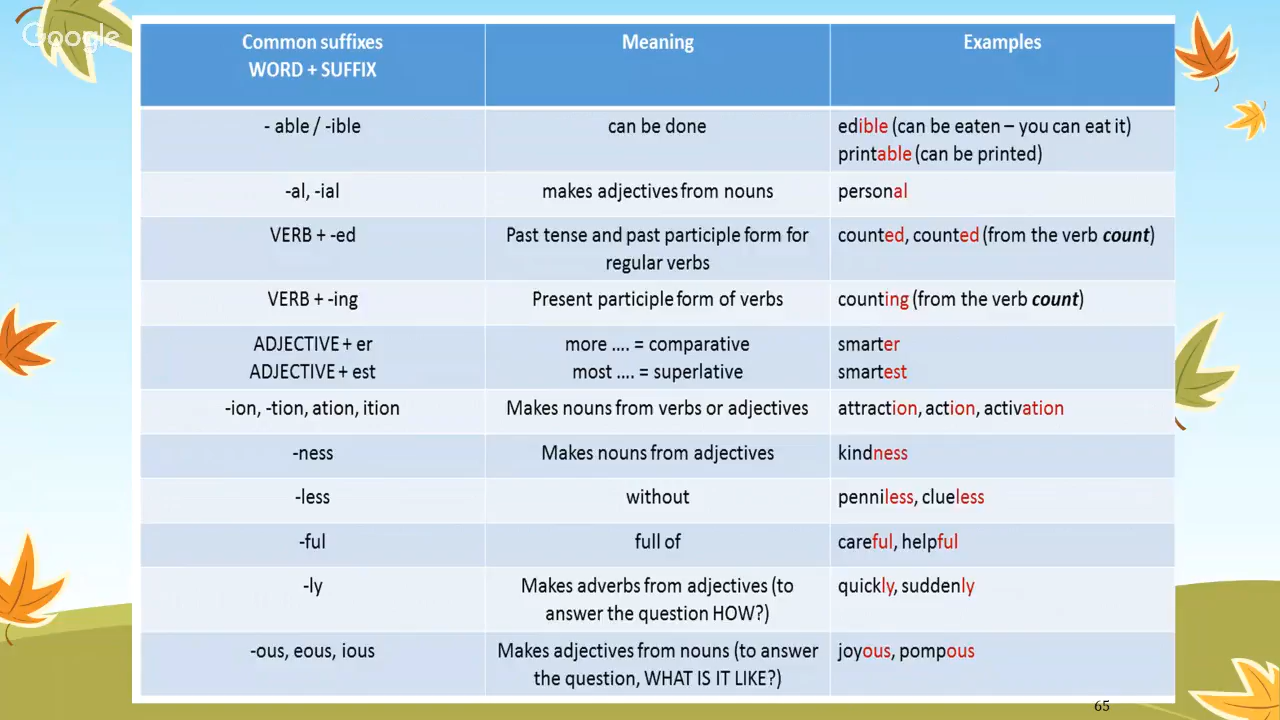 Google
Common suffixes
WORD + SUFFIX
Meaning
Examples
- able / -ible
can be done
edible (can be eaten – you can eat it)
printable (can be printed)
-al, -ial
makes adjectives from nouns
personal
VERB + -ed
Past tense and past participle form for
regular verbs
counted, counted (from the verb count)
VERB + -ing
Present participle form of verbs
counting (from the verb count)
ADJECTIVE + er
ADJECTIVE + est
more .... = comparative
most .... = superlative
smarter
smartest
-ion, -tion, ation, ition
Makes nouns from verbs or adjectives
attraction, action, activation
-ness
Makes nouns from adjectives
kindness
-less
without
penniless, clueless
-ful
full of
careful, helpful
-ly
Makes adverbs from adjectives (to
answer the question HOW?)
quickly, suddenly
-ous, eous, ious
Makes adjectives from nouns (to answer
the question, WHAT IS IT LIKE?)
joyous, pompous
65